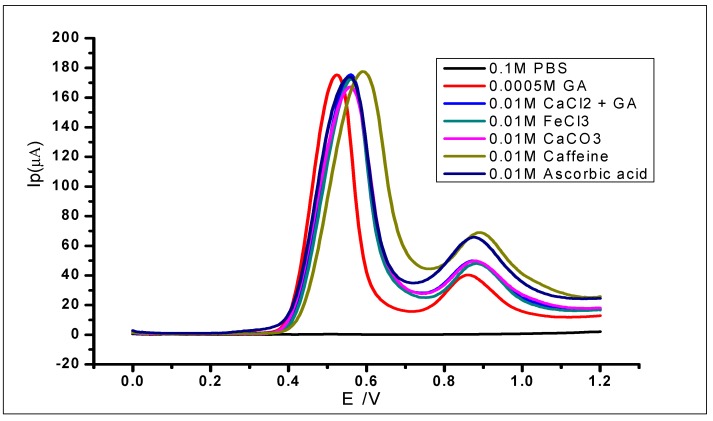 200
180
160
140
120
100
80
60
40
20
0
-20
Ip(µA)
0.1M PBS
0.0005M GA
0.01M CaCl2 + GA
0.01M FeCl3
0.01M CaCO3
0.01M Caffeine
0.01M Ascorbic acid
0.0 0.2 0.4 0.6 0.8 1.0 1.2
E /V